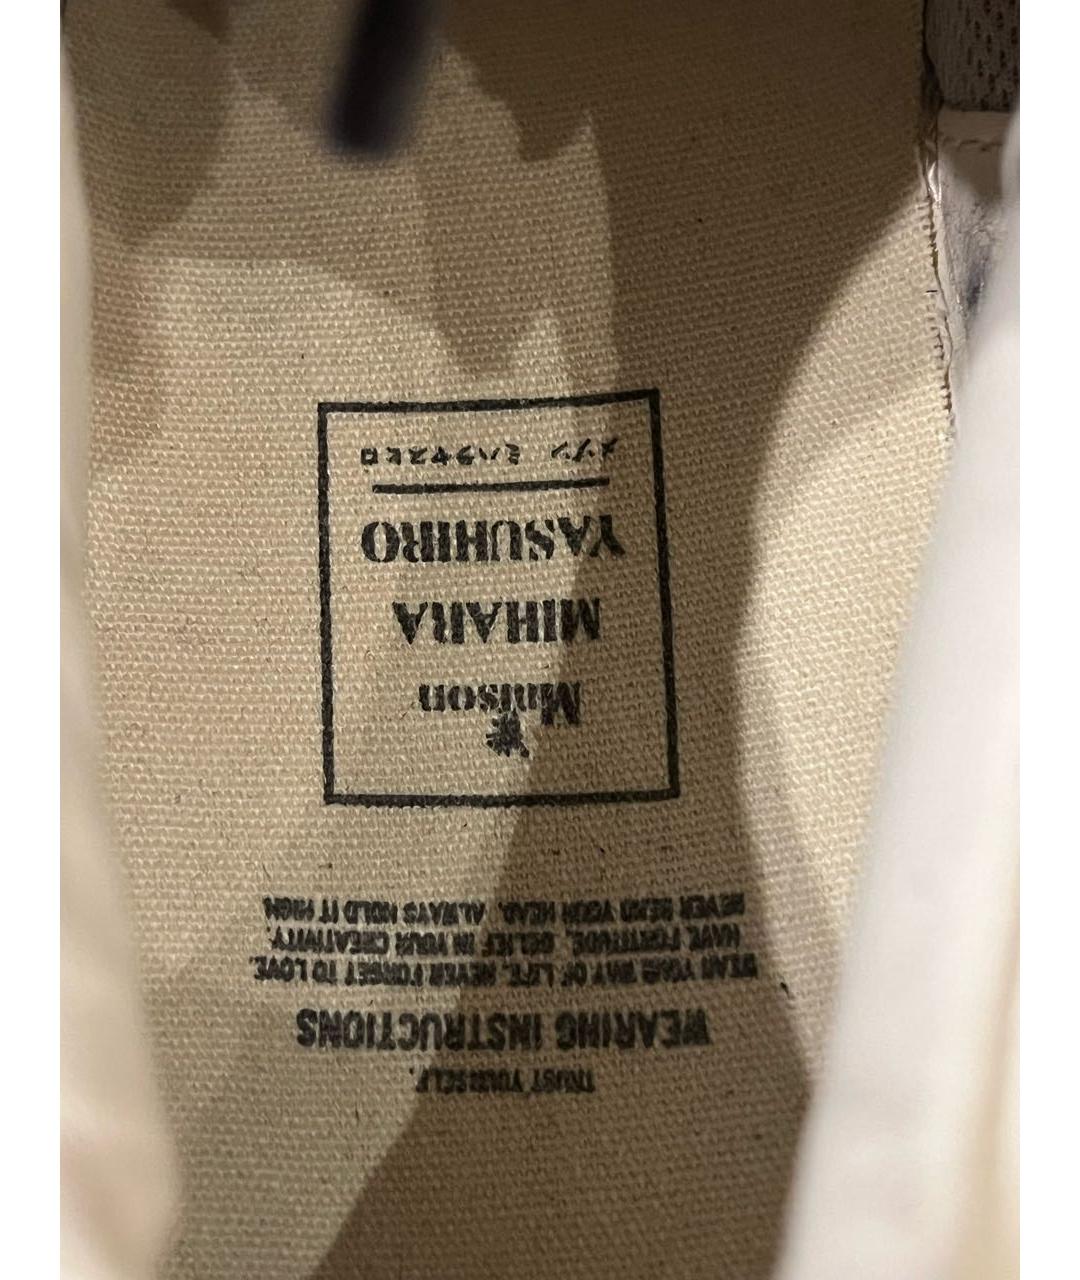 TRUST YOURSELF.
WEARING INSTRUCTIONS
WEAR YOUR WAY OF LIFE. NEVER FORGET TO LOVE.
HAVE FORTITUDE, BELIEF IN YOUR CREATIVITY.
NEVER BEND YOUR HEAD. ALWAYS HOLD IT HIGH.
Maison
MIHARA
YASUHIRO
メゾン ミハラヤスヒロ